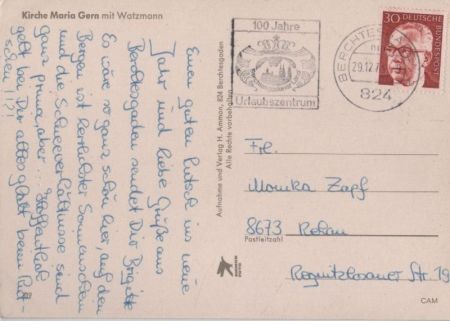 Kirche Maria Gern mit Watzmann
Einen guten Rutsch ins neue
Jahr und liebe Grüße aus
Berchtesgaden sendet Dir Brigitte
Es wäre so ganz schön hier, auf den
Bergen ist herrlichster Sonnenschein
und die Schneeverhältnisse sind
ganz prima, aber... Hoffentlich
geht bei Dir alles glatt beim Rut-
schen!!?!
Aufnahme und Verlag H. Ammon, 824 Berchtesgaden
Alle Rechte vorbehalten
100 Jahre
Urlaubszentrum
BERCHTES
29.12.7
824
30 DEUTSCHE
BUNDESPOST
Frl.
Monika Zapf
8673 Rehau
Postleitzahl
Regnitzlosauer Str. 19
CAM